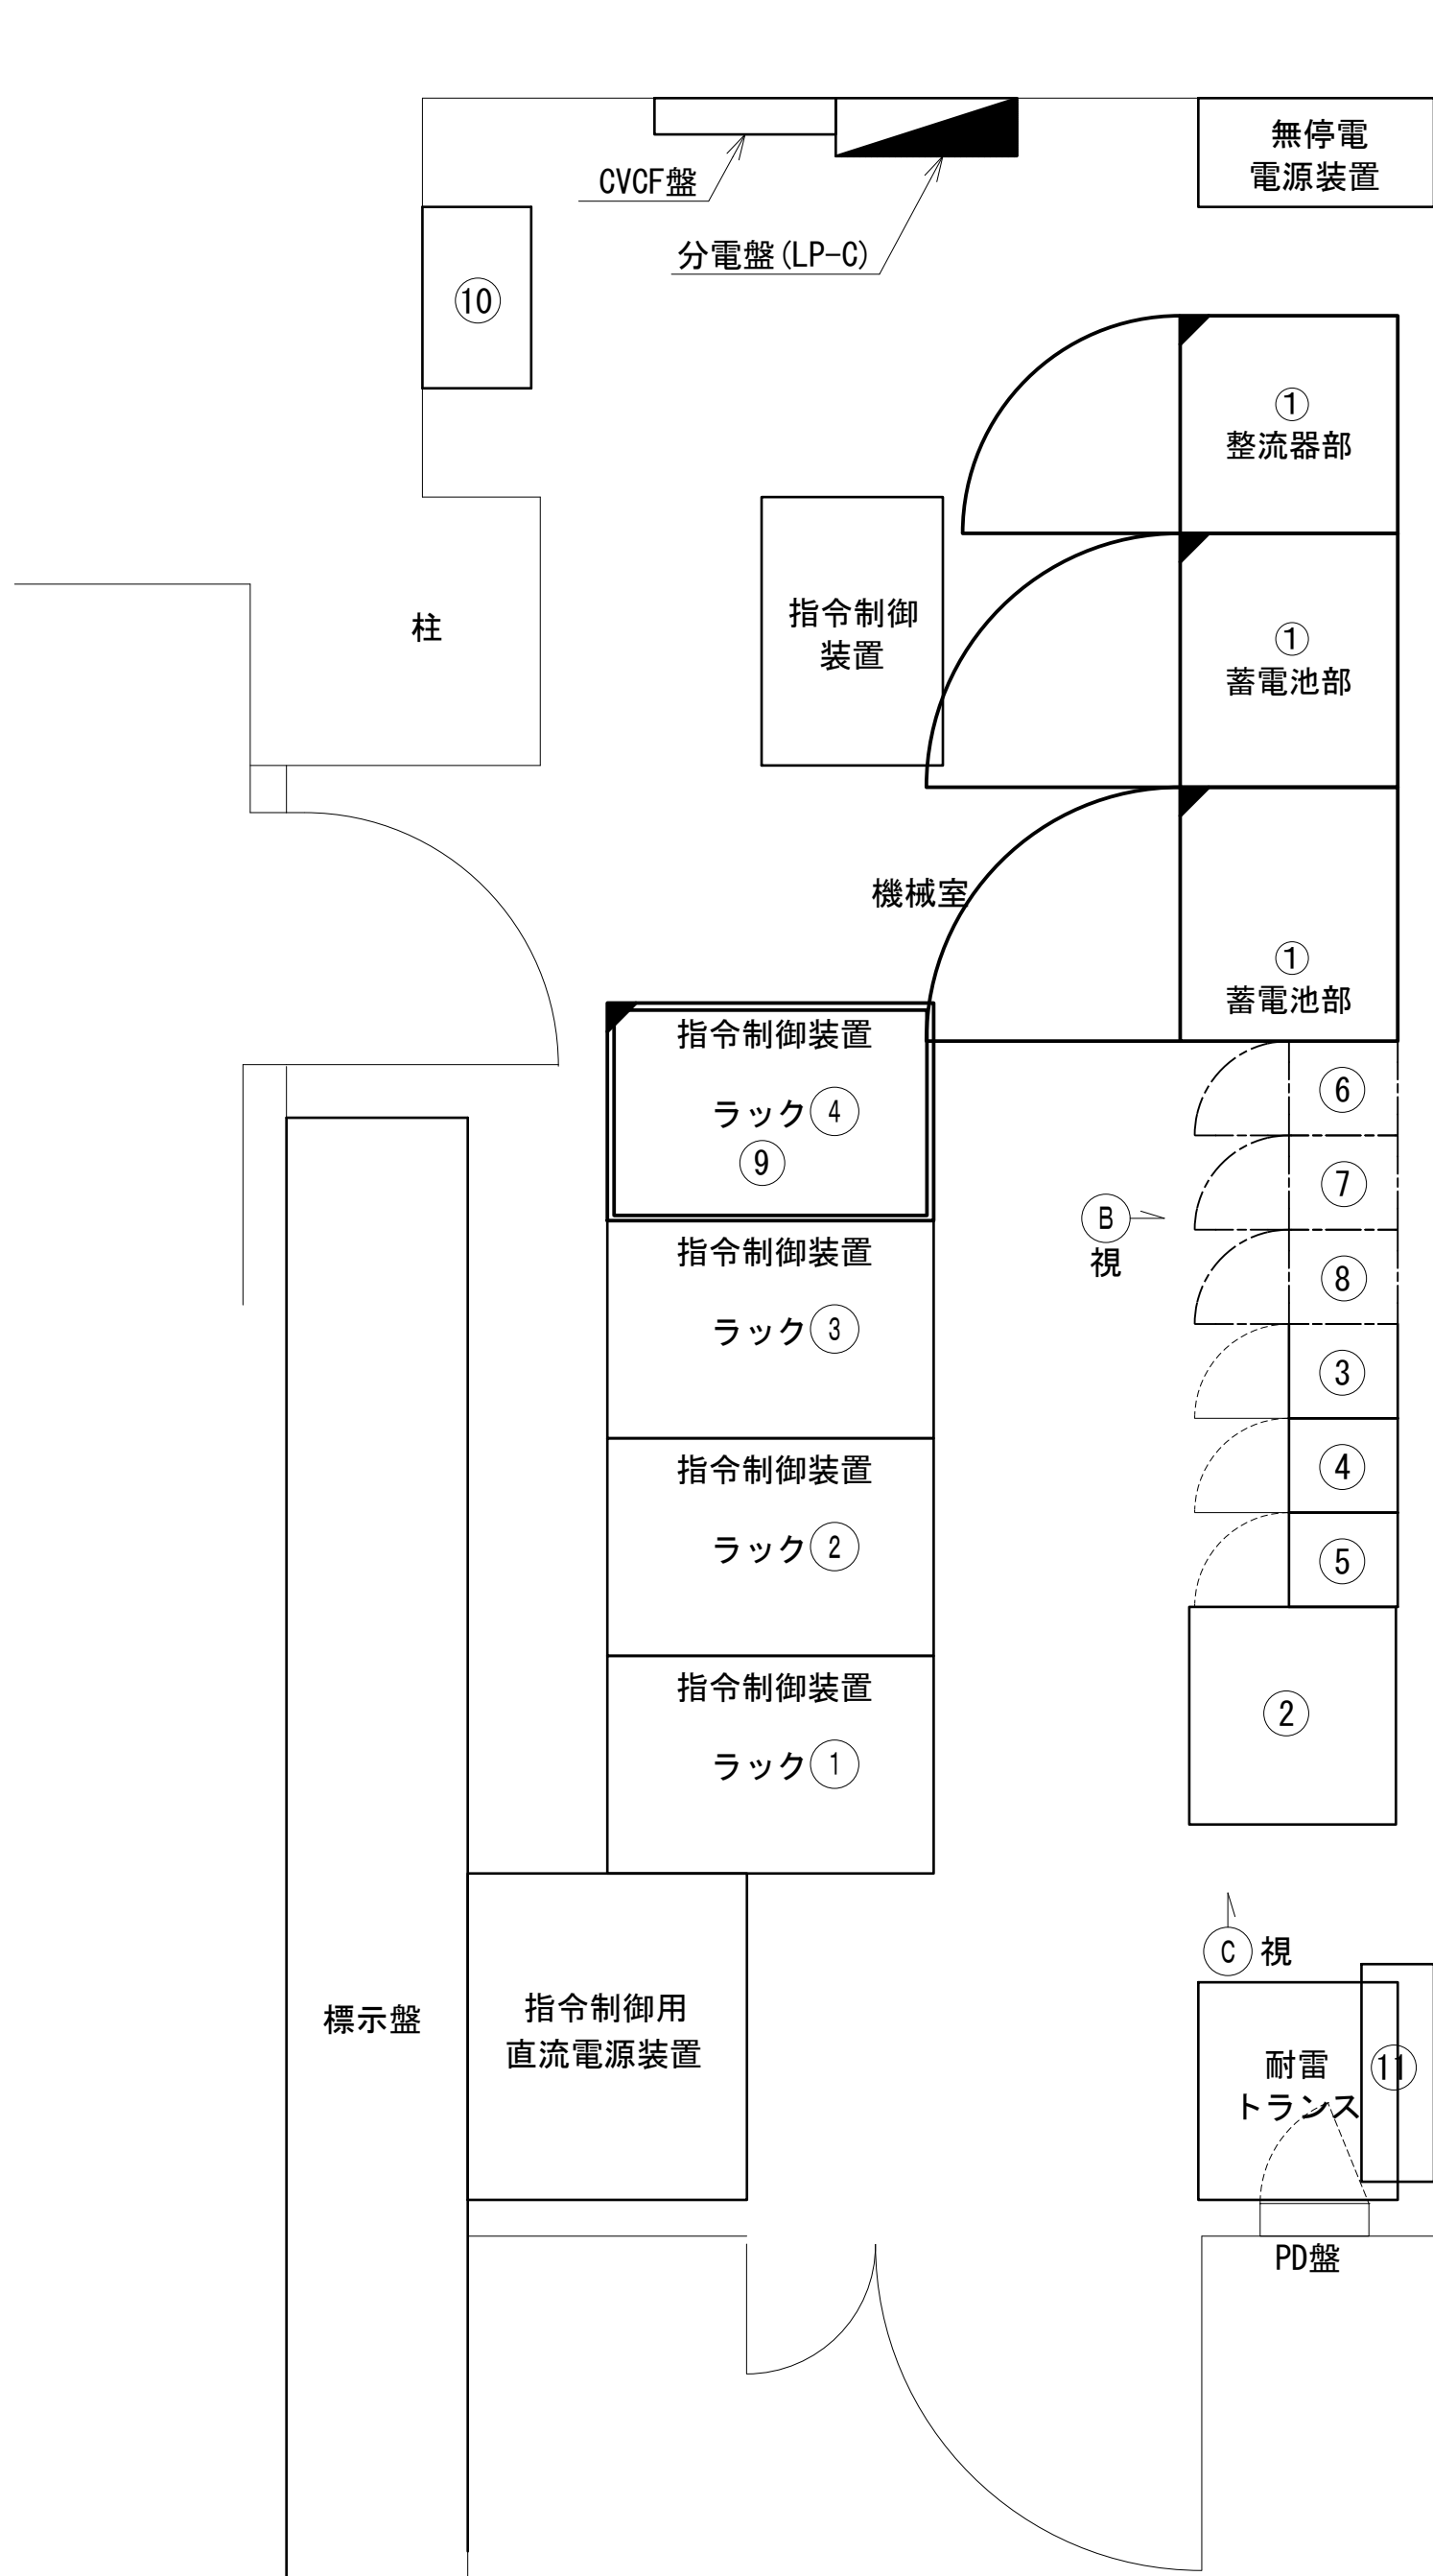 無停電
電源装置
CVCF盤
分電盤(LP-C)
⑩
①
整流器部
指令制御
装置
柱
①
蓄電池部
機械室
①
蓄電池部
指令制御装置
ラック④
⑨
⑥
⑦
B
視
⑧
指令制御装置
ラック③
③
指令制御装置
ラック②
④
⑤
指令制御装置
ラック①
②
C 視
標示盤
指令制御用
直流電源装置
耐雷
トランス
⑪
PD盤